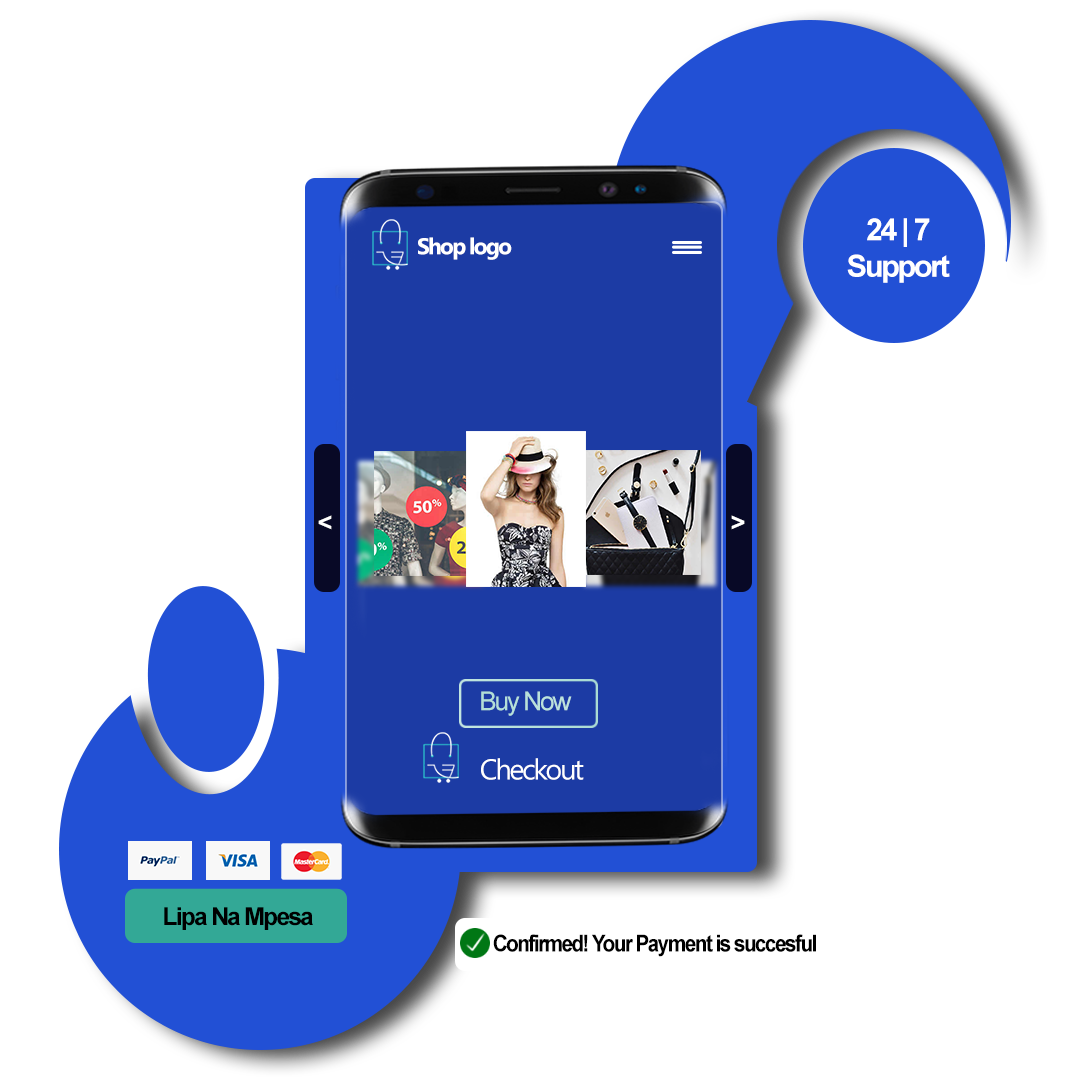 Shop logo
24 | 7
Support
50%
%
2
<
>
Buy Now
Checkout
PayPal
VISA
MasterCard
Lipa Na Mpesa
Confirmed! Your Payment is succesful